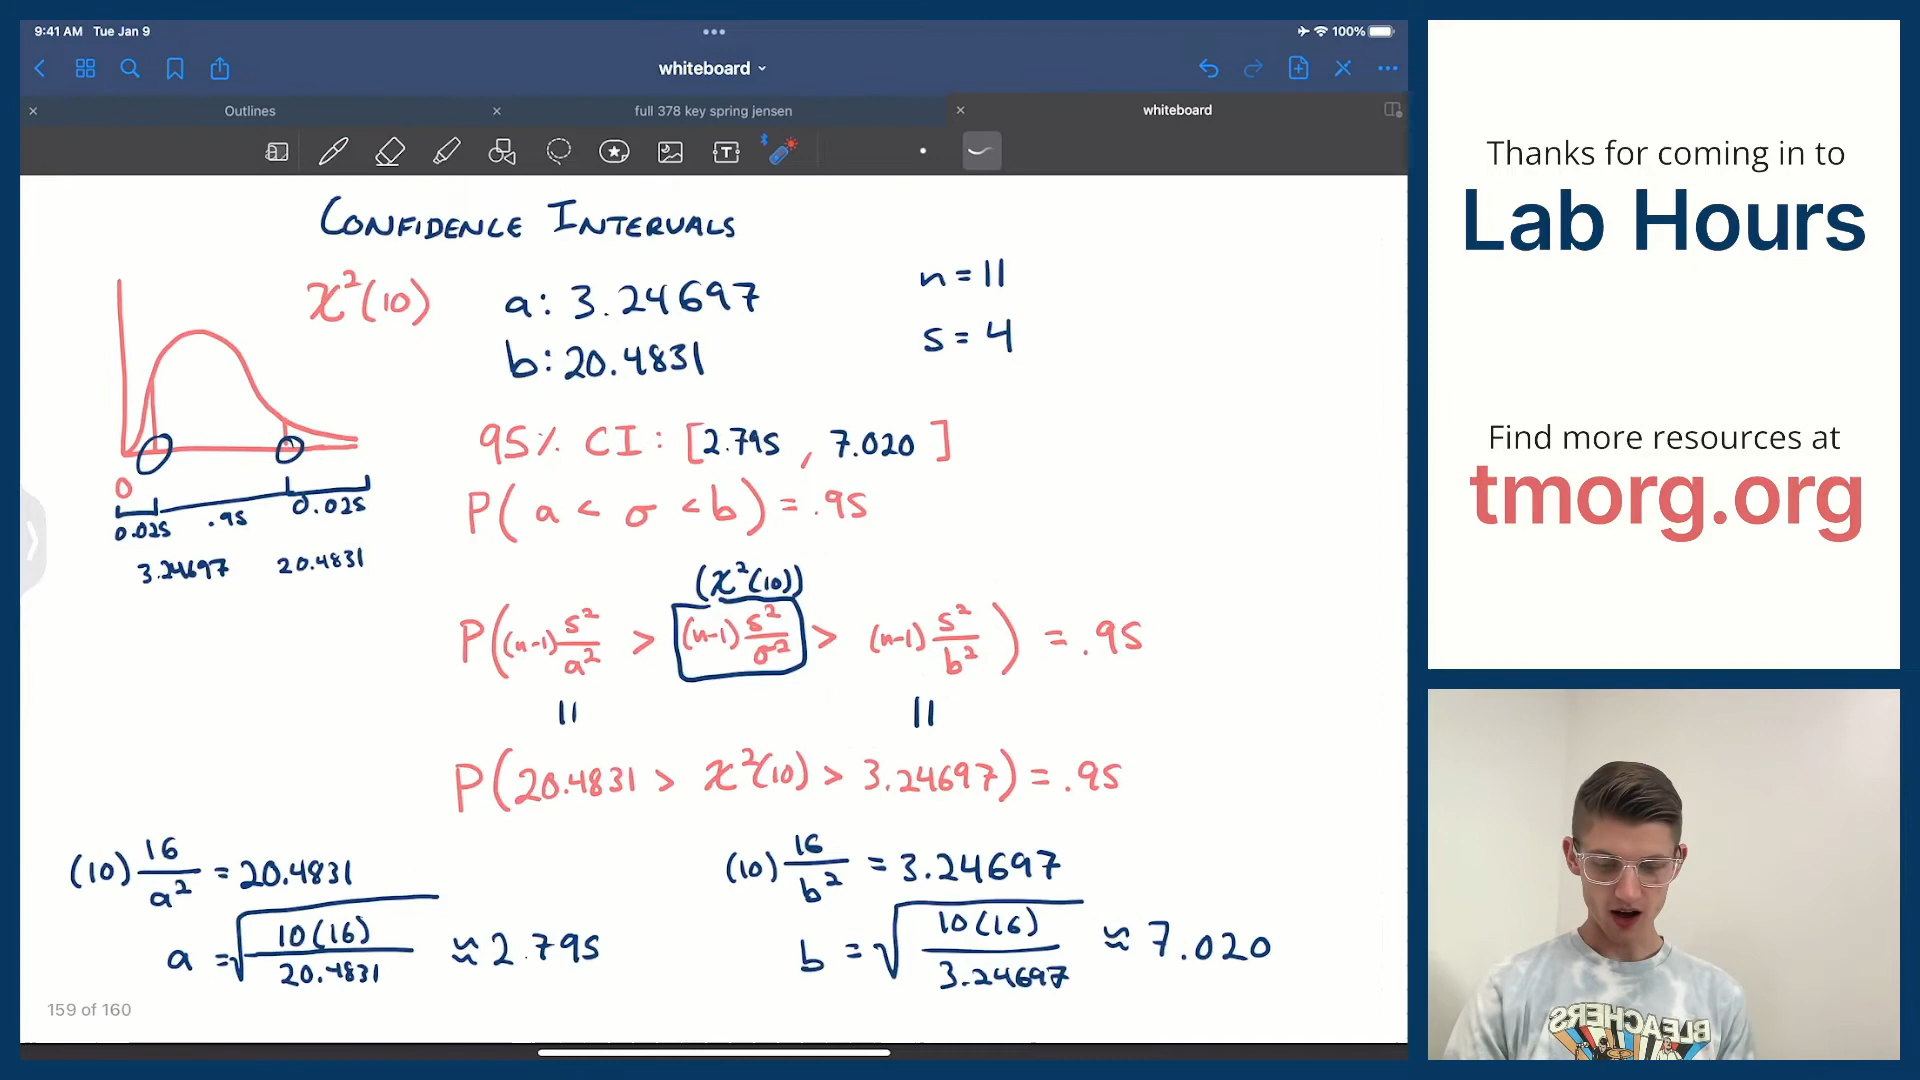 9:41 AM Tue Jan 9
100%
whiteboard
Outlines
full 378 key spring jensen
whiteboard
CONFIDENCE INTERVALS
χ²(10)
a: 3.24697
b: 20.4831
n = 11
s = 4
0
0.025 .95 0.025
3.24697 20.4831
95% CI: [2.795, 7.020]
P(a < σ < b) = .95
(χ²(10))
P((n-1) s²/a² > (n-1) s²/σ² > (n-1) s²/b²) = .95
= =
P(20.4831 > χ²(10) > 3.24697) = .95
(10) 16/a² = 20.4831
a = √(10(16)/20.4831) ≈ 2.795
(10) 16/b² = 3.24697
b = √(10(16)/3.24697) ≈ 7.020
159 of 160
Thanks for coming in to
Lab Hours
Find more resources at
tmorg.org
BLEACHERS